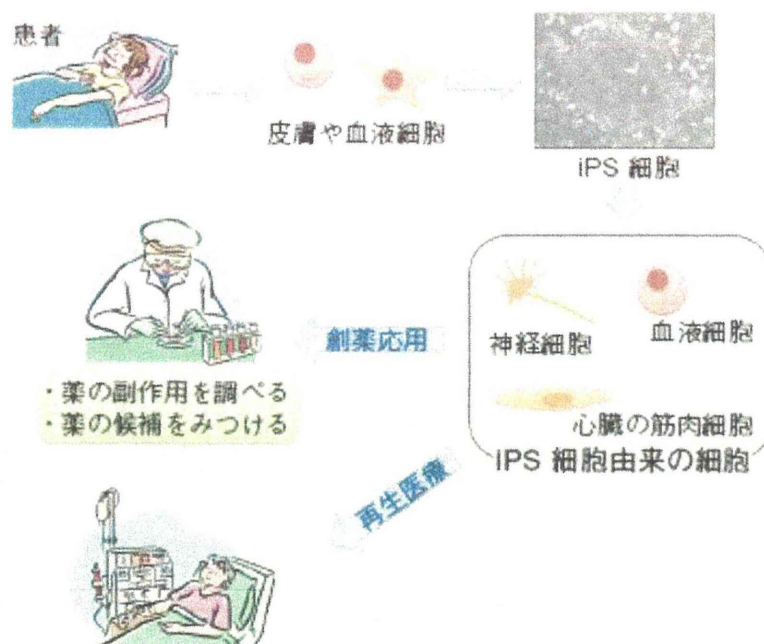 患者
皮膚や血液細胞
iPS 細胞
神経細胞
血液細胞
心臓の筋肉細胞
iPS 細胞由来の細胞
創薬応用
・薬の副作用を調べる
・薬の候補をみつける
再生医療